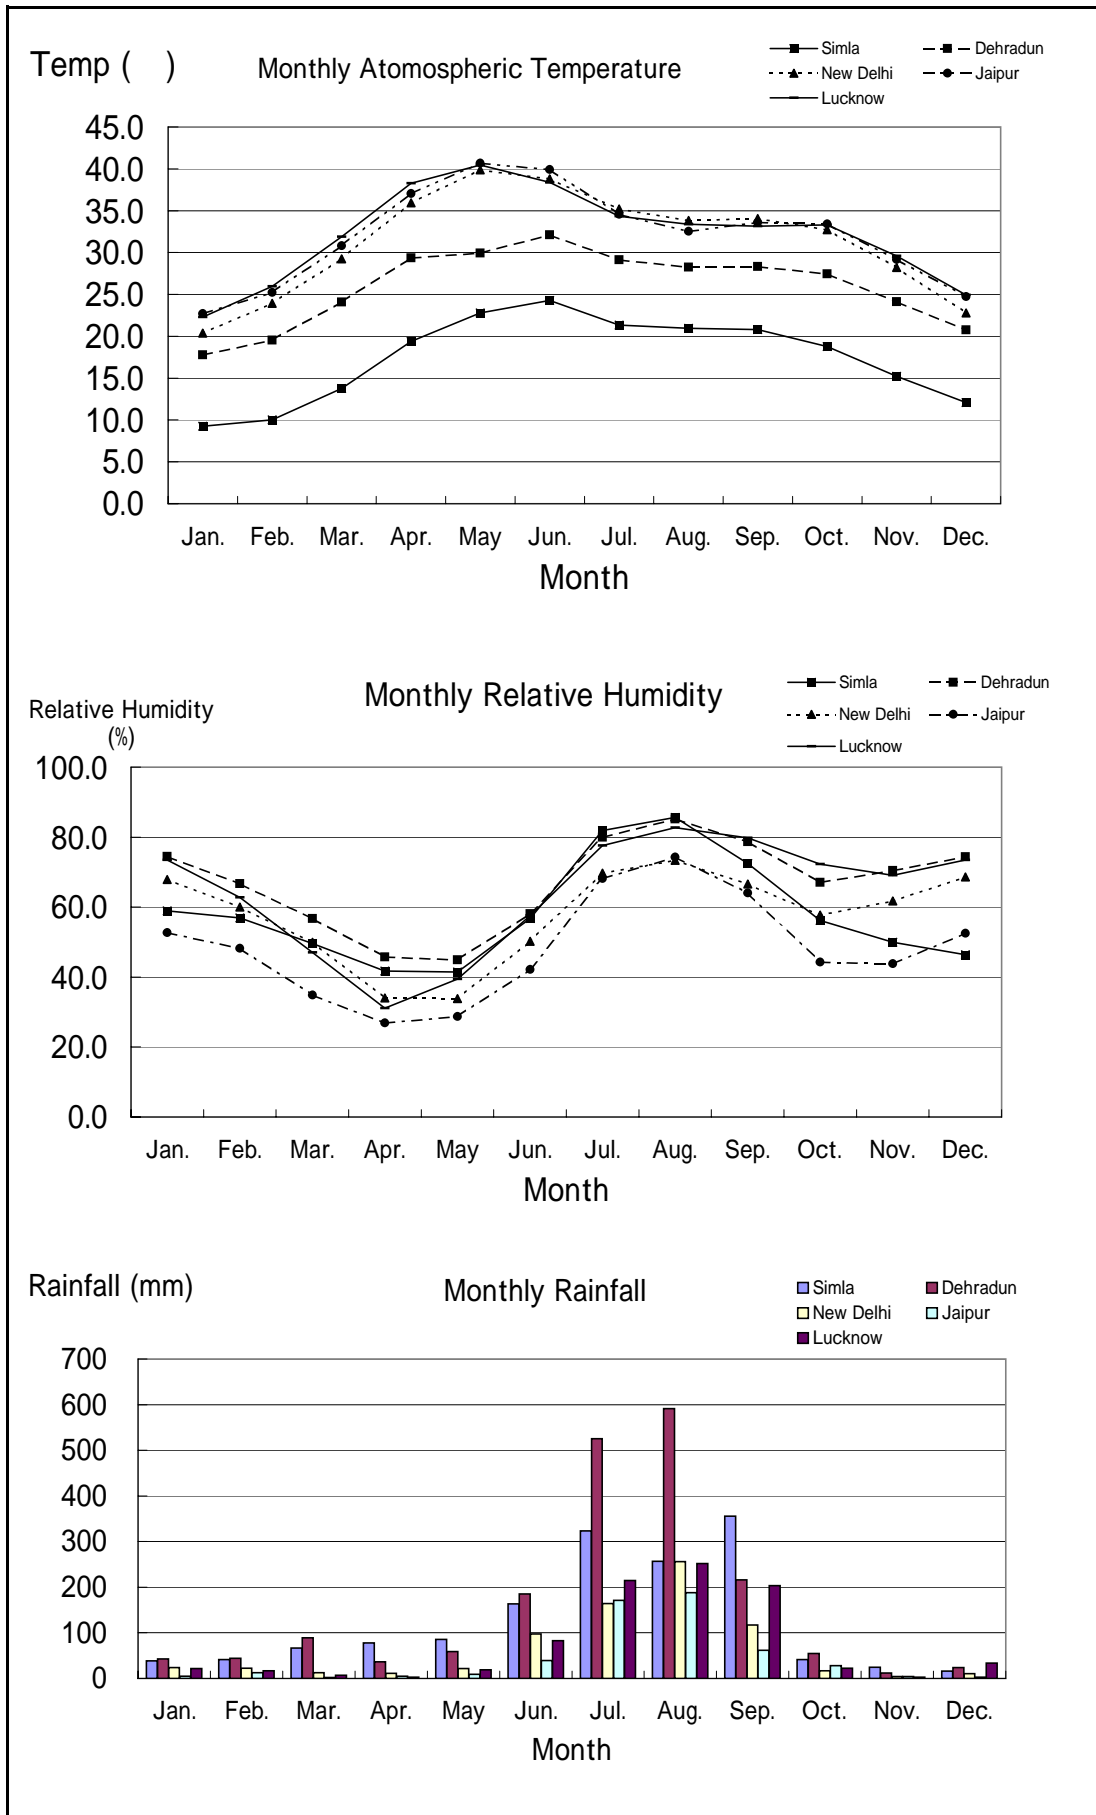 Temp (   )
Monthly Atomospheric Temperature
Simla
Dehradun
New Delhi
Jaipur
Lucknow
45.0
40.0
35.0
30.0
25.0
20.0
15.0
10.0
5.0
0.0
Jan. Feb. Mar. Apr. May Jun. Jul. Aug. Sep. Oct. Nov. Dec.
Month
Relative Humidity
(%)
Monthly Relative Humidity
Simla
Dehradun
New Delhi
Jaipur
Lucknow
100.0
80.0
60.0
40.0
20.0
0.0
Jan. Feb. Mar. Apr. May Jun. Jul. Aug. Sep. Oct. Nov. Dec.
Month
Rainfall (mm)
Monthly Rainfall
Simla
Dehradun
New Delhi
Jaipur
Lucknow
700
600
500
400
300
200
100
0
Jan. Feb. Mar. Apr. May Jun. Jul. Aug. Sep. Oct. Nov. Dec.
Month